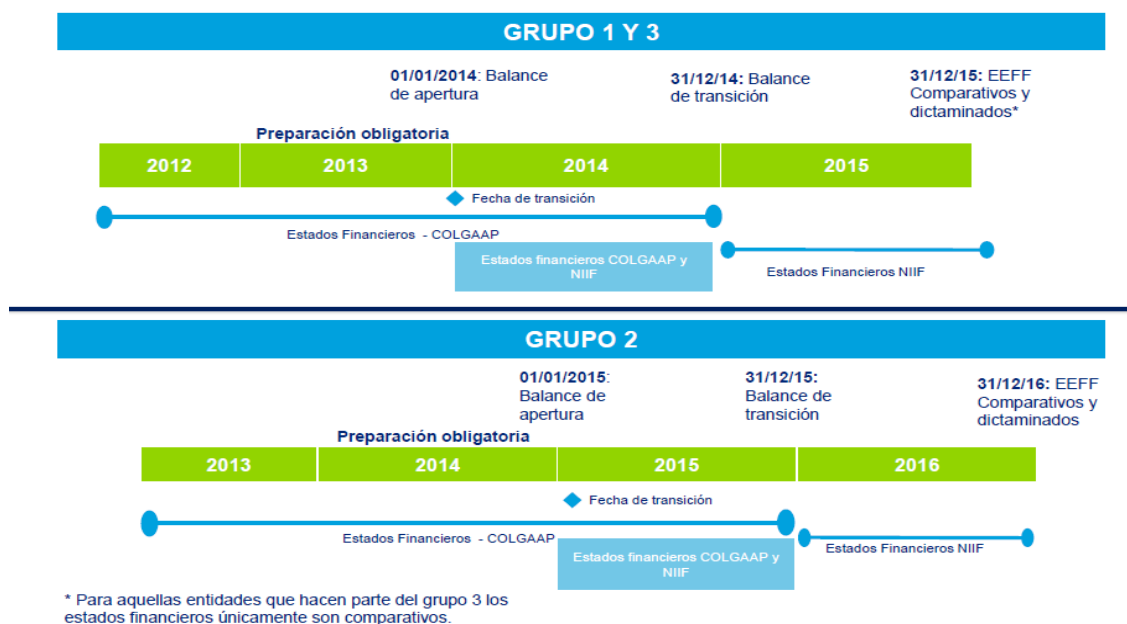 GRUPO 1 Y 3
01/01/2014: Balance
de apertura
31/12/14: Balance
de transición
31/12/15: EEFF
Comparativos y
dictaminados*
Preparación obligatoria
2012 2013 2014 2015
Fecha de transición
Estados Financieros - COLGAAP
Estados financieros COLGAAP y
NIIF
Estados Financieros NIIF
GRUPO 2
01/01/2015:
Balance de
apertura
31/12/15:
Balance de
transición
31/12/16: EEFF
Comparativos y
dictaminados
Preparación obligatoria
2013 2014 2015 2016
Fecha de transición
Estados Financieros - COLGAAP
Estados financieros COLGAAP y
NIIF
Estados Financieros NIIF
* Para aquellas entidades que hacen parte del grupo 3 los
estados financieros únicamente son comparativos.